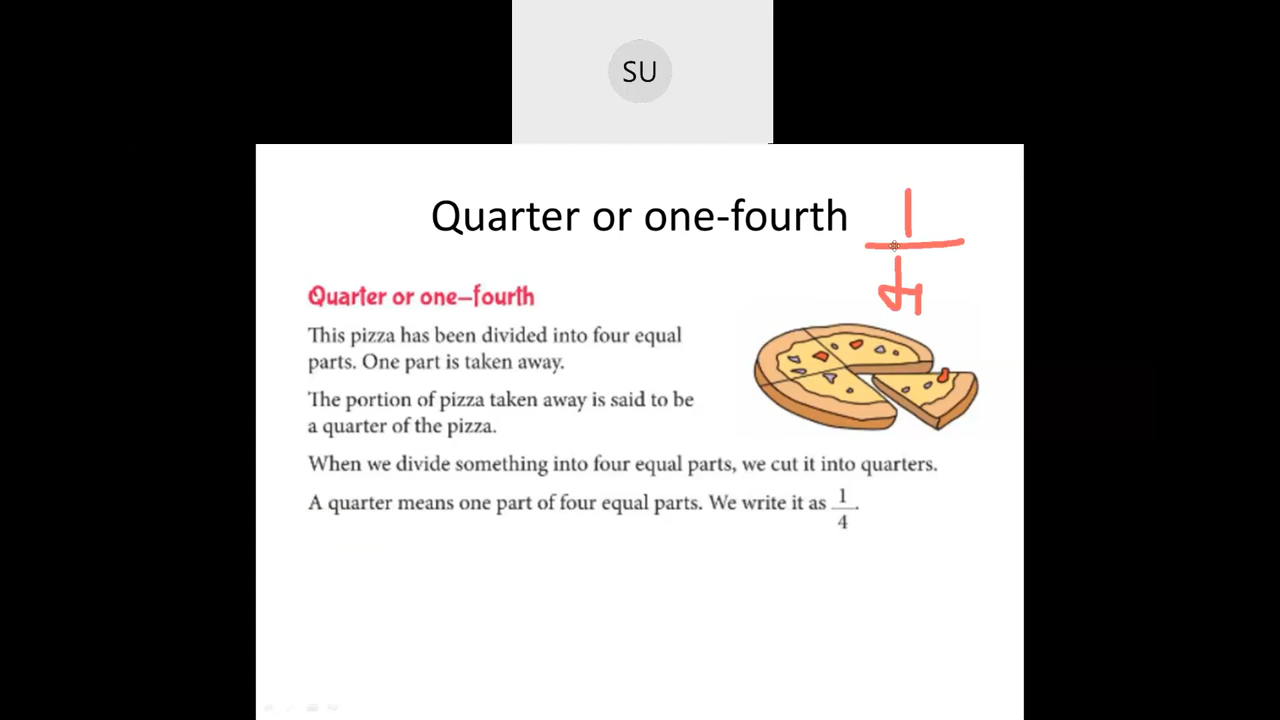 SU
Quarter or one-fourth
1
4
Quarter or one–fourth
This pizza has been divided into four equal
parts. One part is taken away.
The portion of pizza taken away is said to be
a quarter of the pizza.
When we divide something into four equal parts, we cut it into quarters.
A quarter means one part of four equal parts. We write it as 1/4.